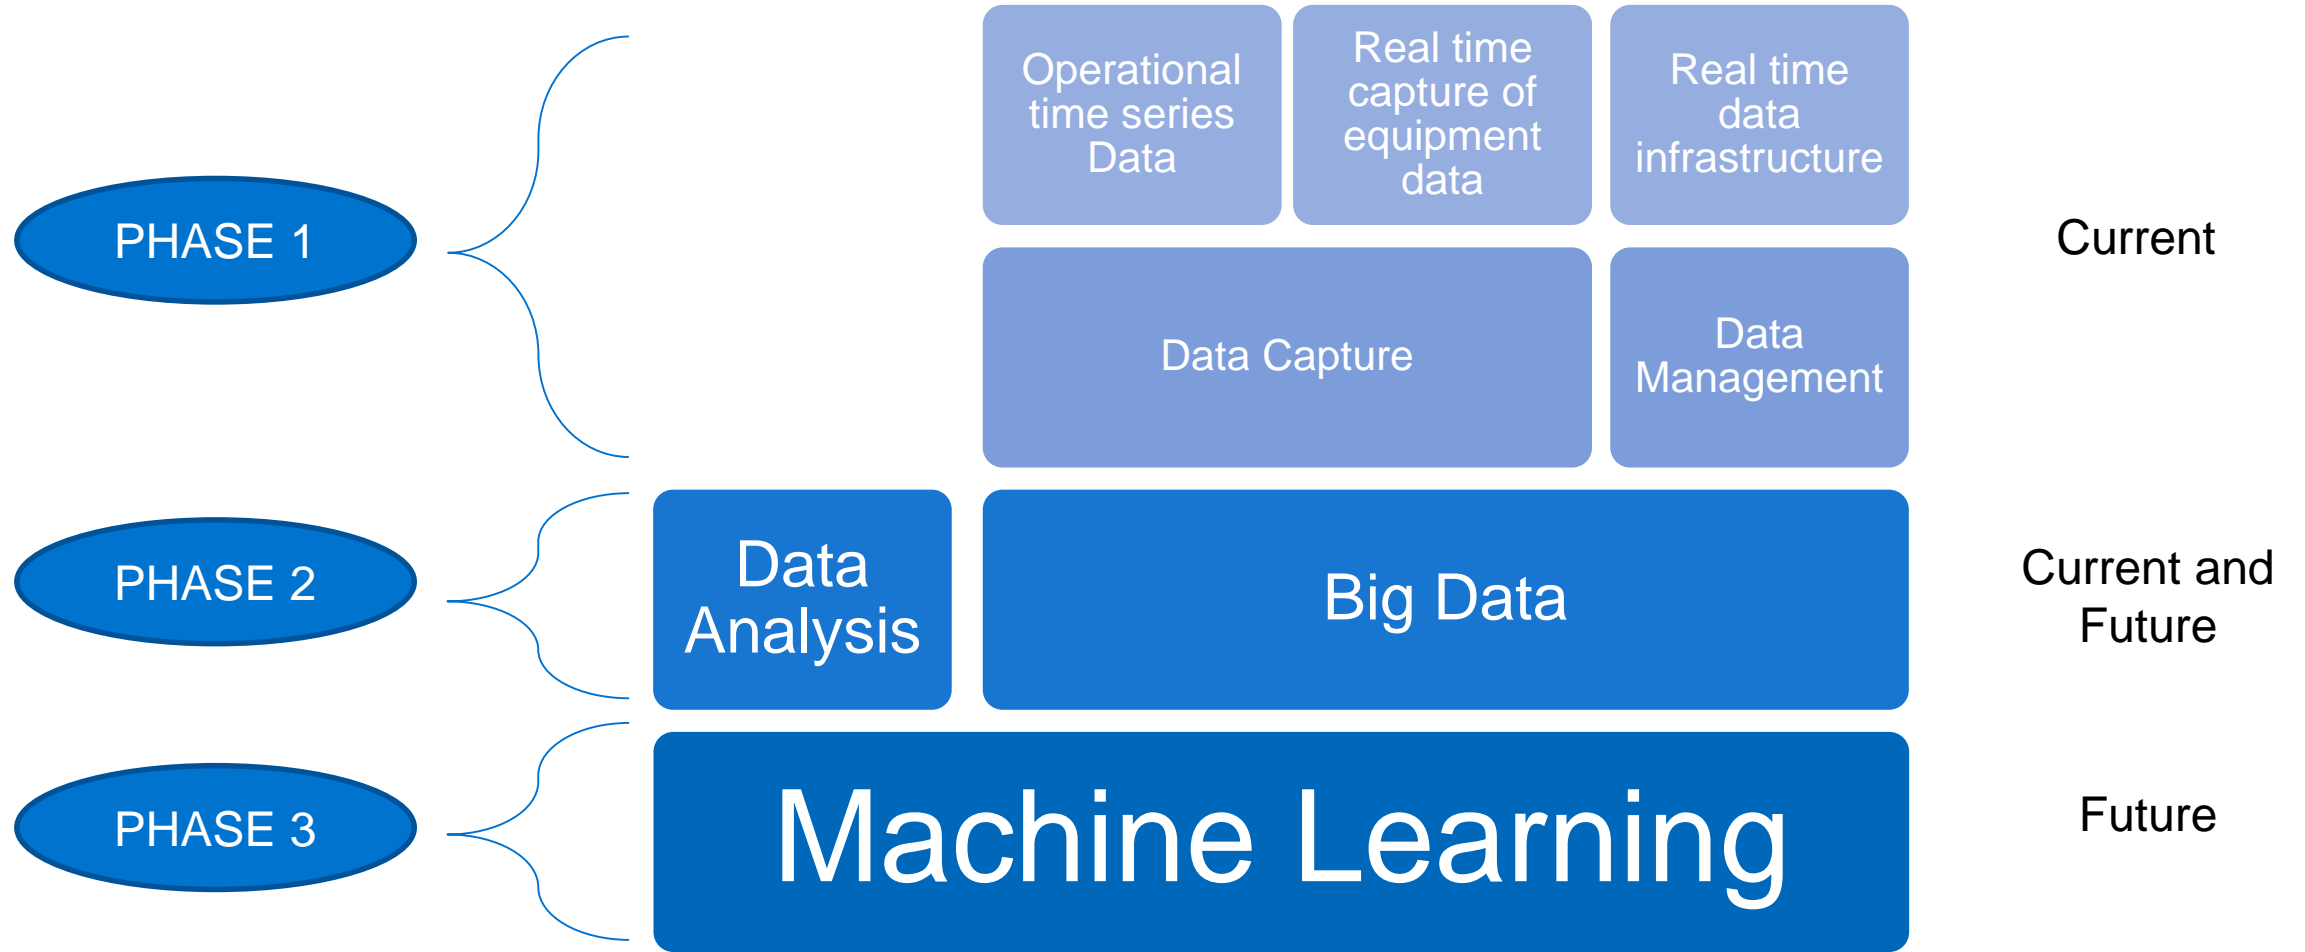 PHASE 1
Operational
time series
Data
Real time
capture of
equipment
data
Real time
data
infrastructure
Data Capture
Data
Management
Current
PHASE 2
Data
Analysis
Big Data
Current and
Future
PHASE 3
Machine Learning
Future